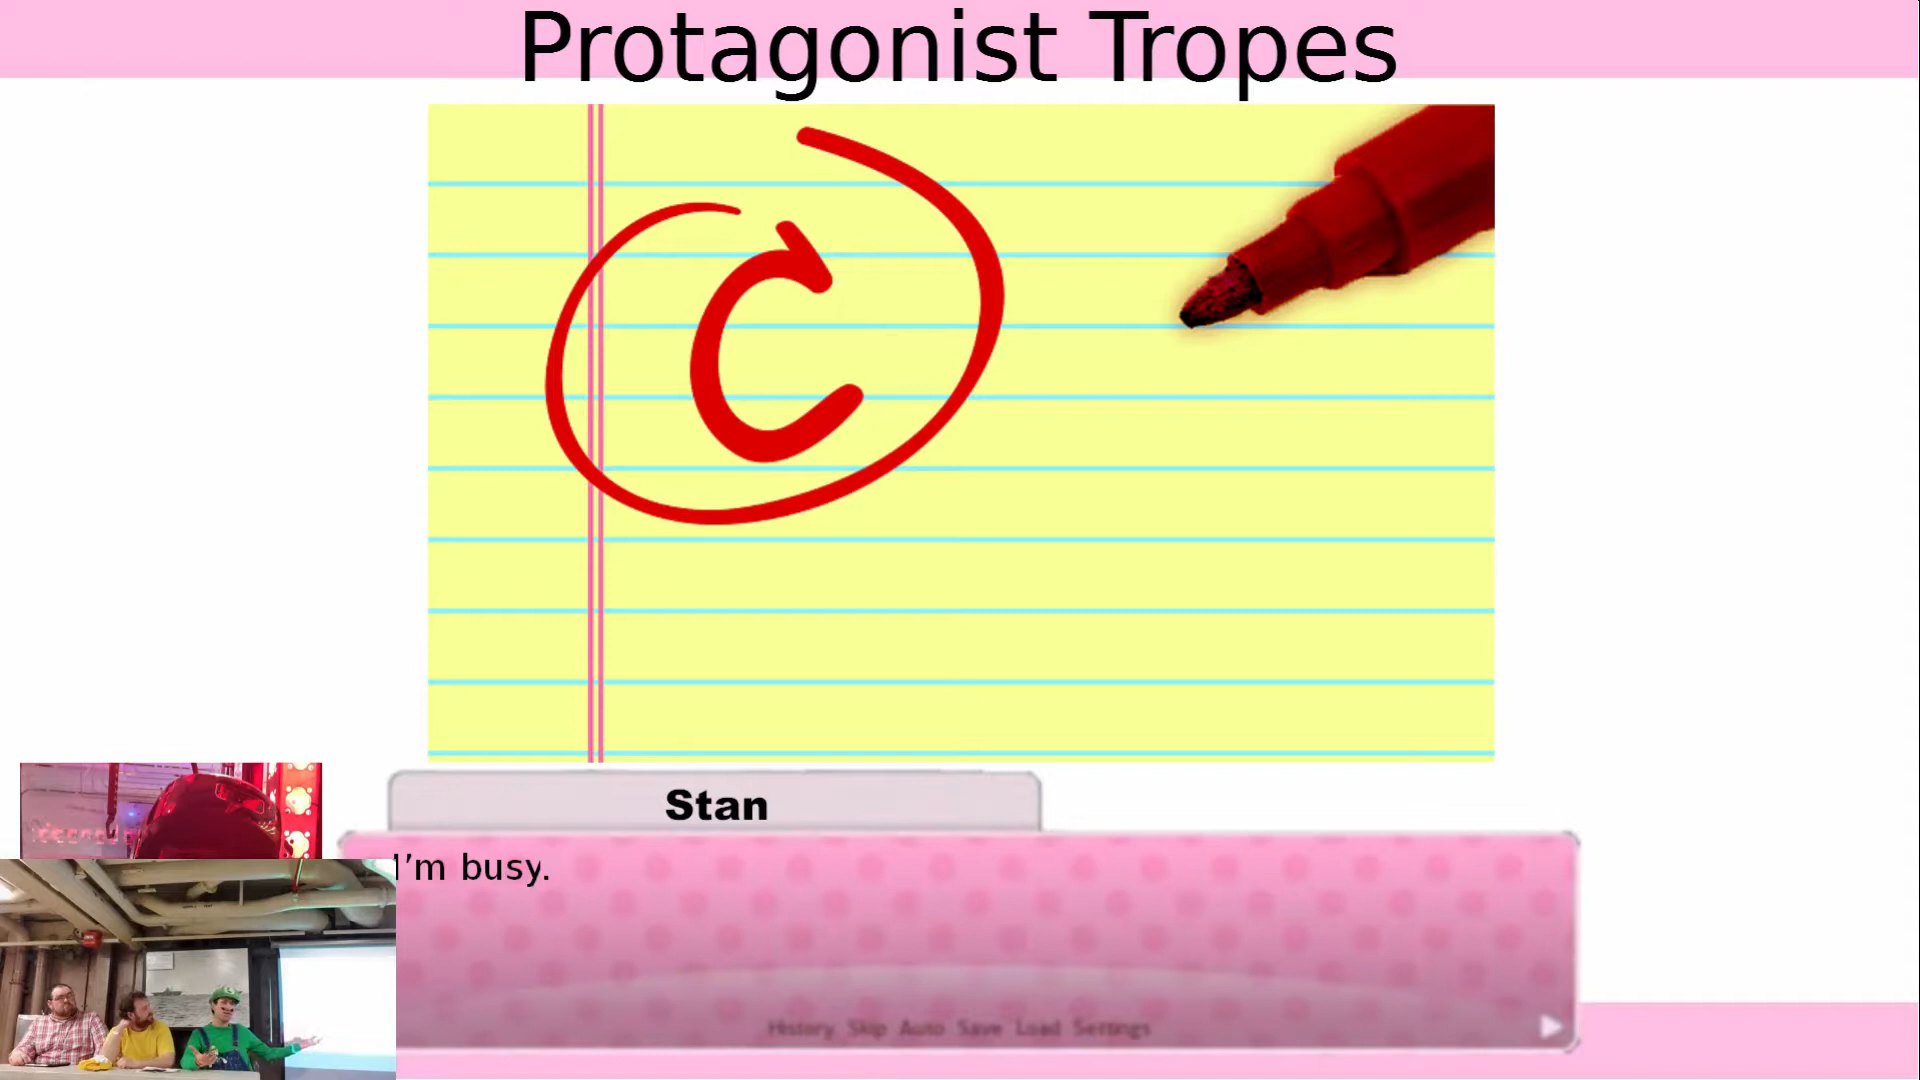 Protagonist Tropes
C
Stan
I'm busy.
History Skip Auto Save Load Settings